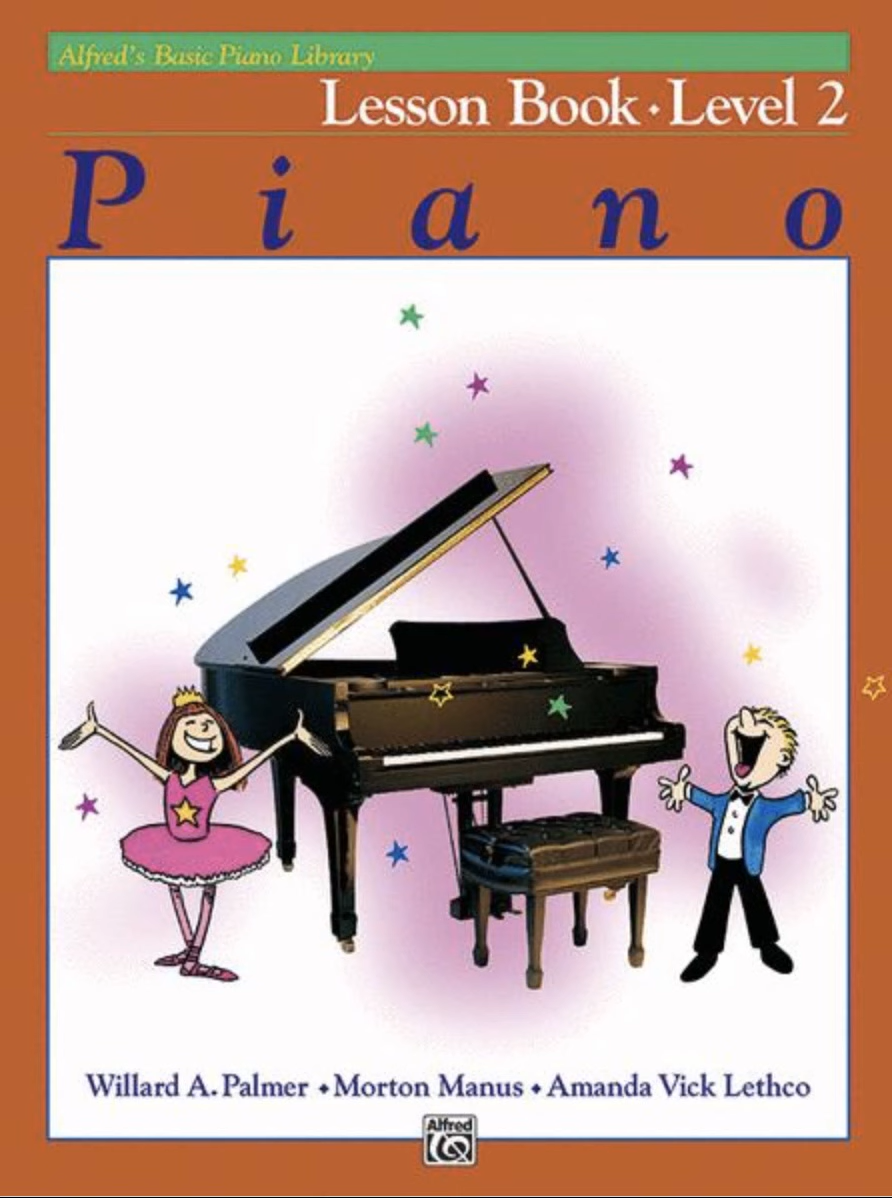 Alfred's Basic Piano Library
Lesson Book • Level 2
Piano
Willard A. Palmer • Morton Manus • Amanda Vick Lethco
Alfred